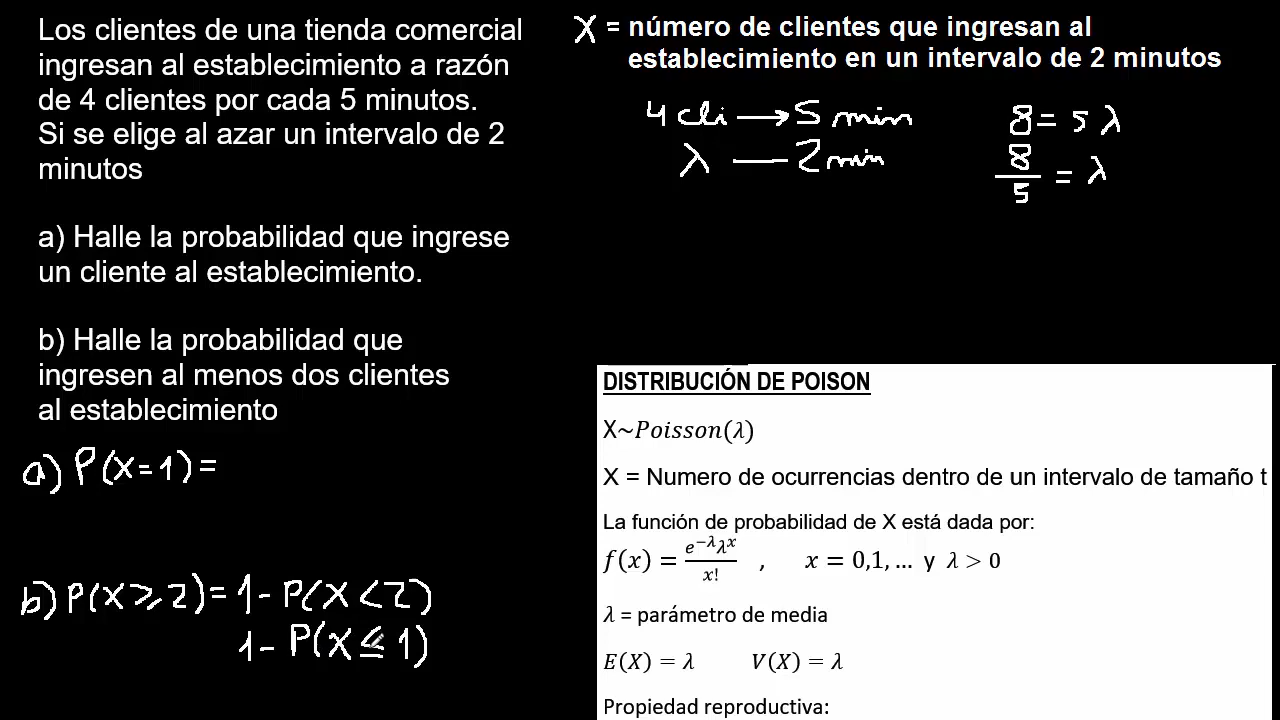 Los clientes de una tienda comercial
ingresan al establecimiento a razón
de 4 clientes por cada 5 minutos.
Si se elige al azar un intervalo de 2
minutos
a) Halle la probabilidad que ingrese
un cliente al establecimiento.
b) Halle la probabilidad que
ingresen al menos dos clientes
al establecimiento
a) P(X=1) =
b) P(X⩾2) = 1 - P(X<2)
1 - P(X≤1)
X = número de clientes que ingresan al
establecimiento en un intervalo de 2 minutos
4 cli → 5 min
λ — 2 min
8 = 5 λ
8/5 = λ
DISTRIBUCIÓN DE POISON
X~Poisson(λ)
X = Numero de ocurrencias dentro de un intervalo de tamaño t
La función de probabilidad de X está dada por:
f(x) = e^−λ λ^x / x! , x = 0,1, … y λ > 0
λ = parámetro de media
E(X) = λ V(X) = λ
Propiedad reproductiva: